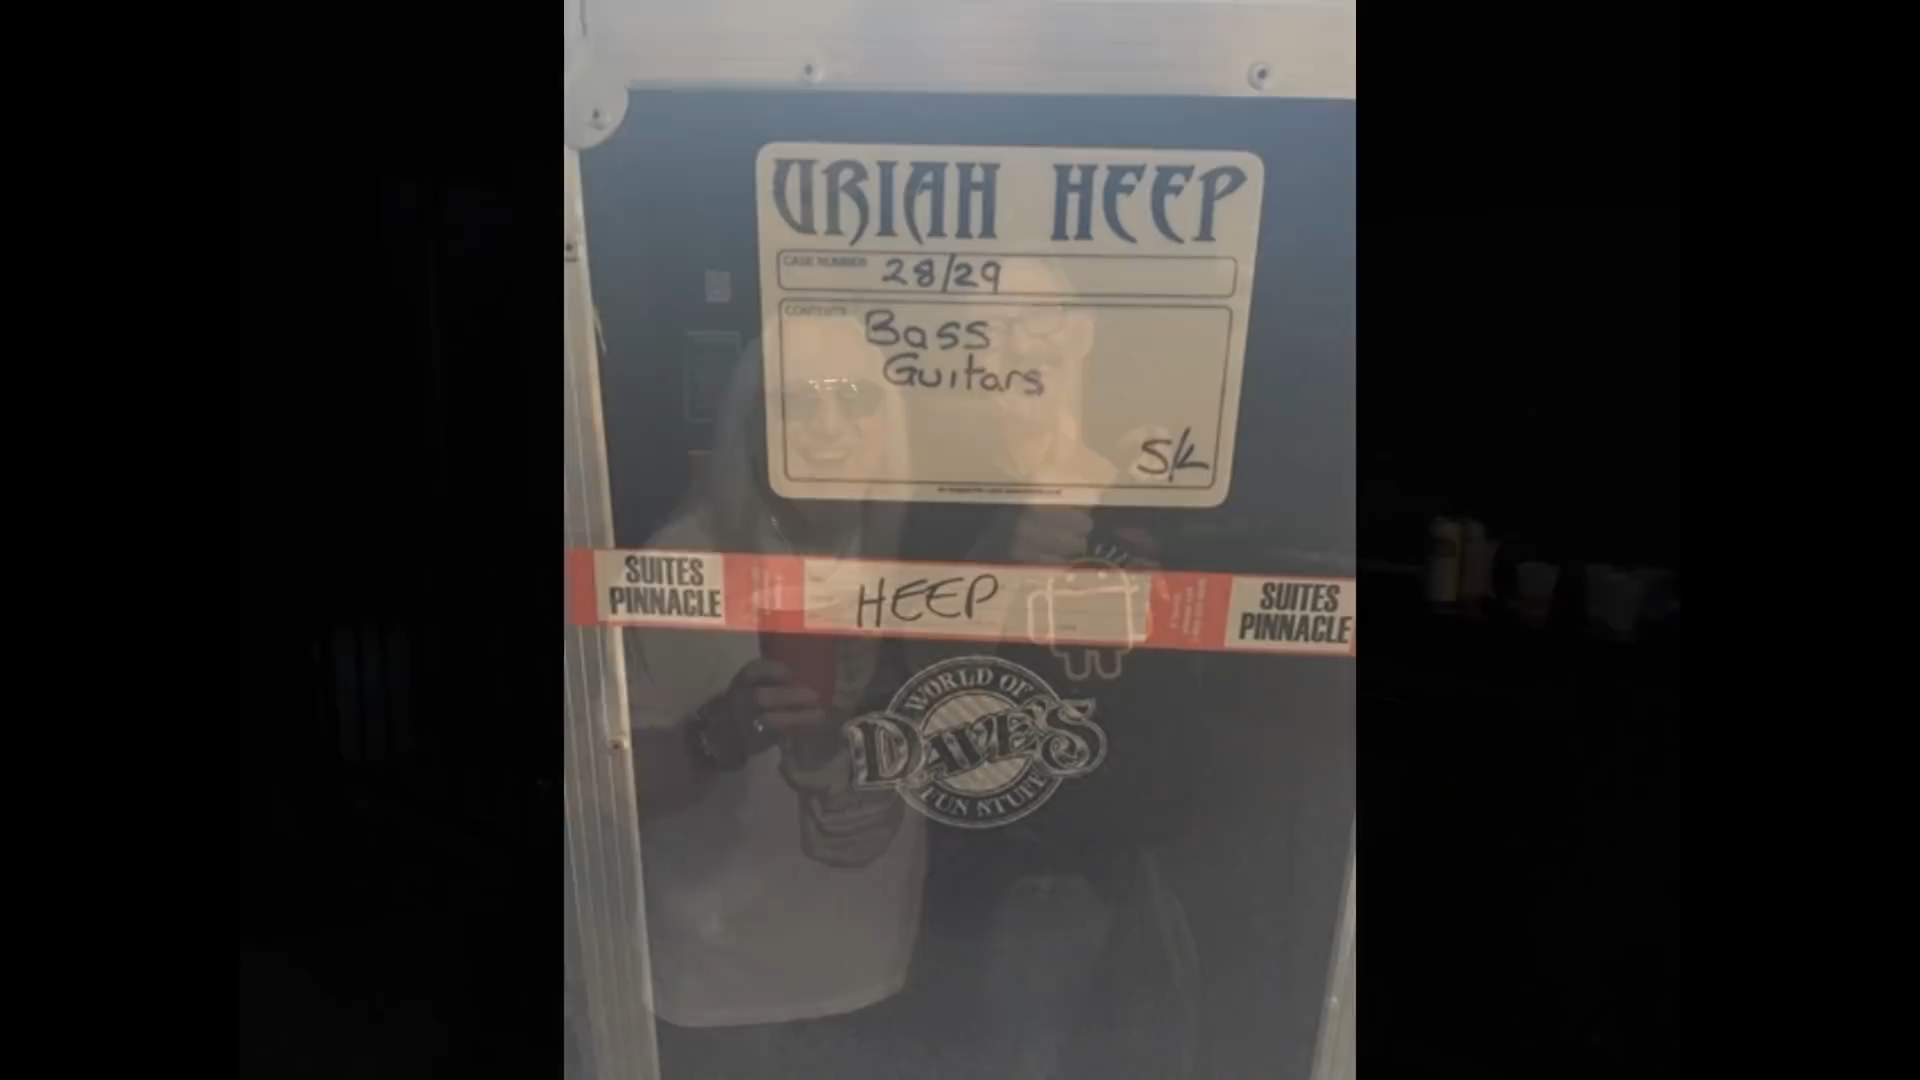 URIAH HEEP
CASE NUMBER 28/29
CONTENTS Bass
Guitars
S/L
SUITES
PINNACLE
HEEP
SUITES
PINNACLE
WORLD OF
DAVE'S
FUN STUFF